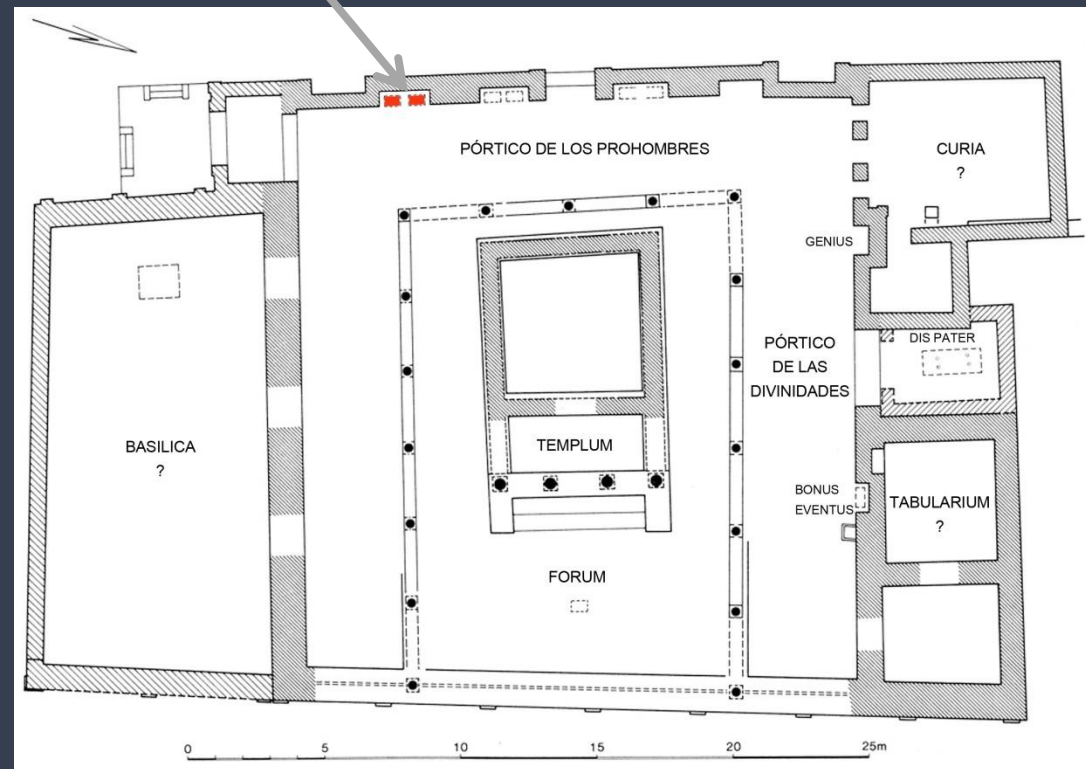 PÓRTICO DE LOS PROHOMBRES
CURIA
?
GENIUS
DIS PATER
PÓRTICO
DE LAS
DIVINIDADES
BASILICA
?
TEMPLUM
BONUS
EVENTUS
TABULARIUM
?
FORUM
0 5 10 15 20 25m